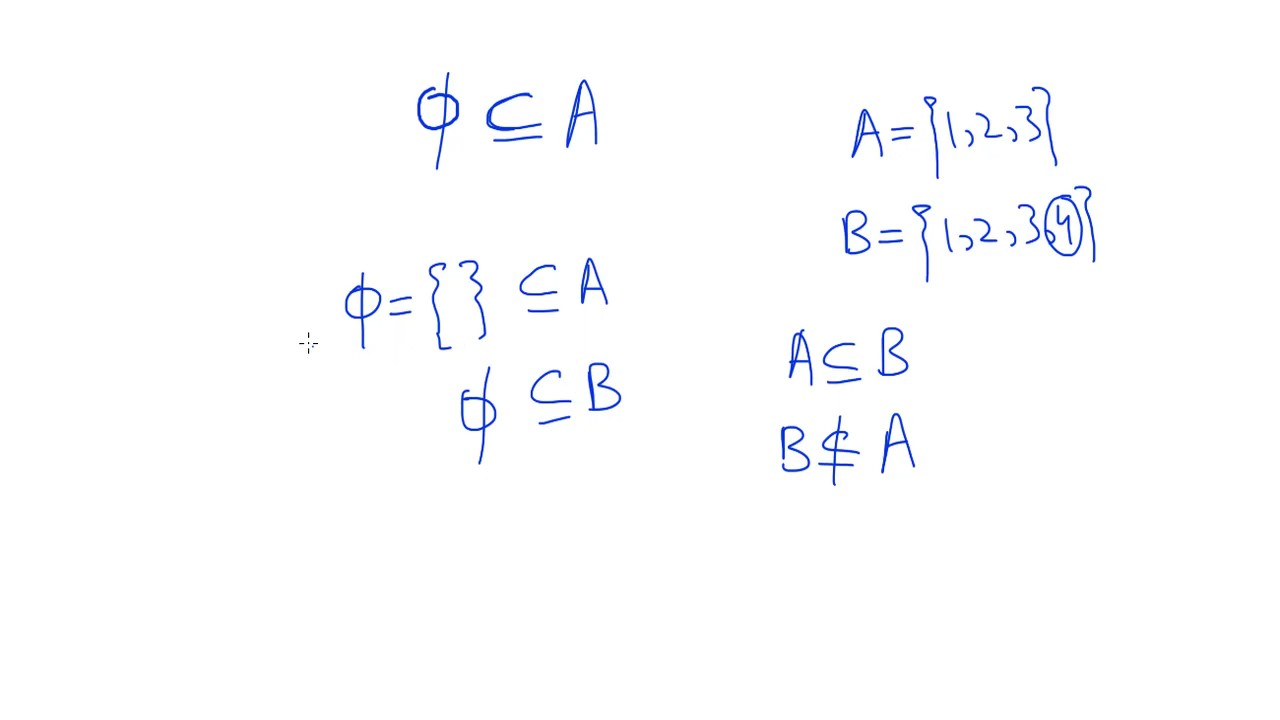 ϕ ⊆ A
A = {1,2,3}
B = {1,2,3,4}
ϕ = { } ⊆ A
ϕ ⊆ B
A ⊆ B
B ⊈ A